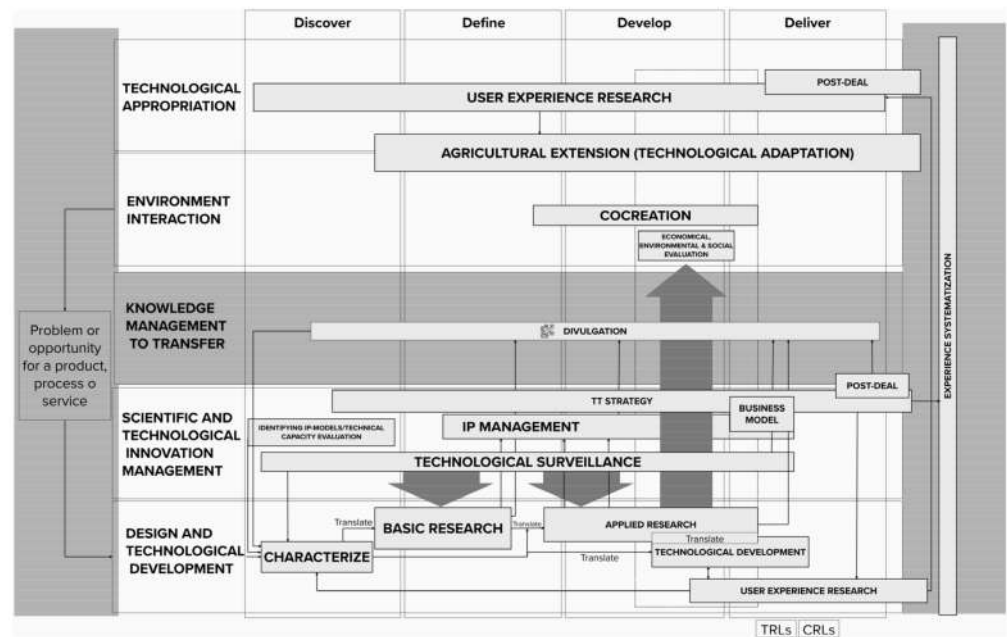 Discover
Define
Develop
Deliver
TECHNOLOGICAL
APPROPRIATION
POST-DEAL
USER EXPERIENCE RESEARCH
AGRICULTURAL EXTENSION (TECHNOLOGICAL ADAPTATION)
ENVIRONMENT
INTERACTION
COCREATION
ECONOMICAL,
ENVIRONMENTAL & SOCIAL
EVALUATION
KNOWLEDGE
MANAGEMENT
TO TRANSFER
DIVULGATION
Problem or
opportunity
for a product,
process o
service
EXPERIENCE SYSTEMATIZATION
SCIENTIFIC AND
TECHNOLOGICAL
INNOVATION
MANAGEMENT
POST-DEAL
TT STRATEGY
BUSINESS
MODEL
IDENTIFYING IP-MODELS/TECHNICAL
CAPACITY EVALUATION
IP MANAGEMENT
TECHNOLOGICAL SURVEILLANCE
DESIGN AND
TECHNOLOGICAL
DEVELOPMENT
Translate
BASIC RESEARCH
Translate
APPLIED RESEARCH
Translate
CHARACTERIZE
Translate
TECHNOLOGICAL DEVELOPMENT
USER EXPERIENCE RESEARCH
TRLs
CRLs